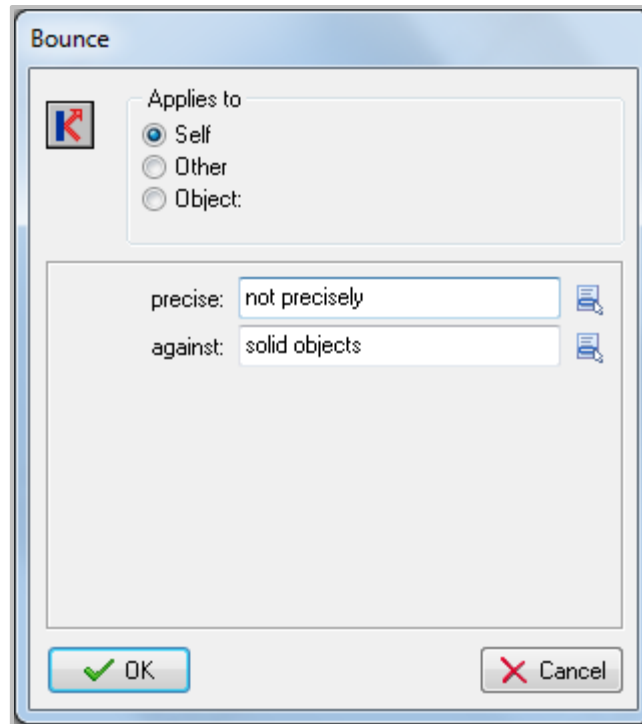 Bounce
Applies to
Self
Other
Object:
precise: not precisely
against: solid objects
OK Cancel